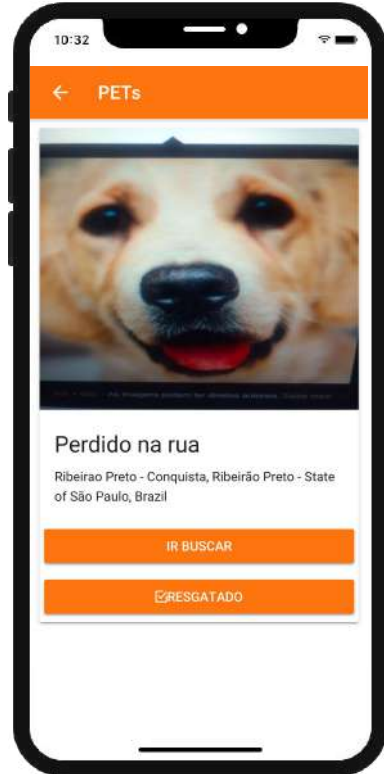 10:32
PETs
Perdido na rua
Ribeirao Preto - Conquista, Ribeirão Preto - State
of São Paulo, Brazil
IR BUSCAR
RESGATADO